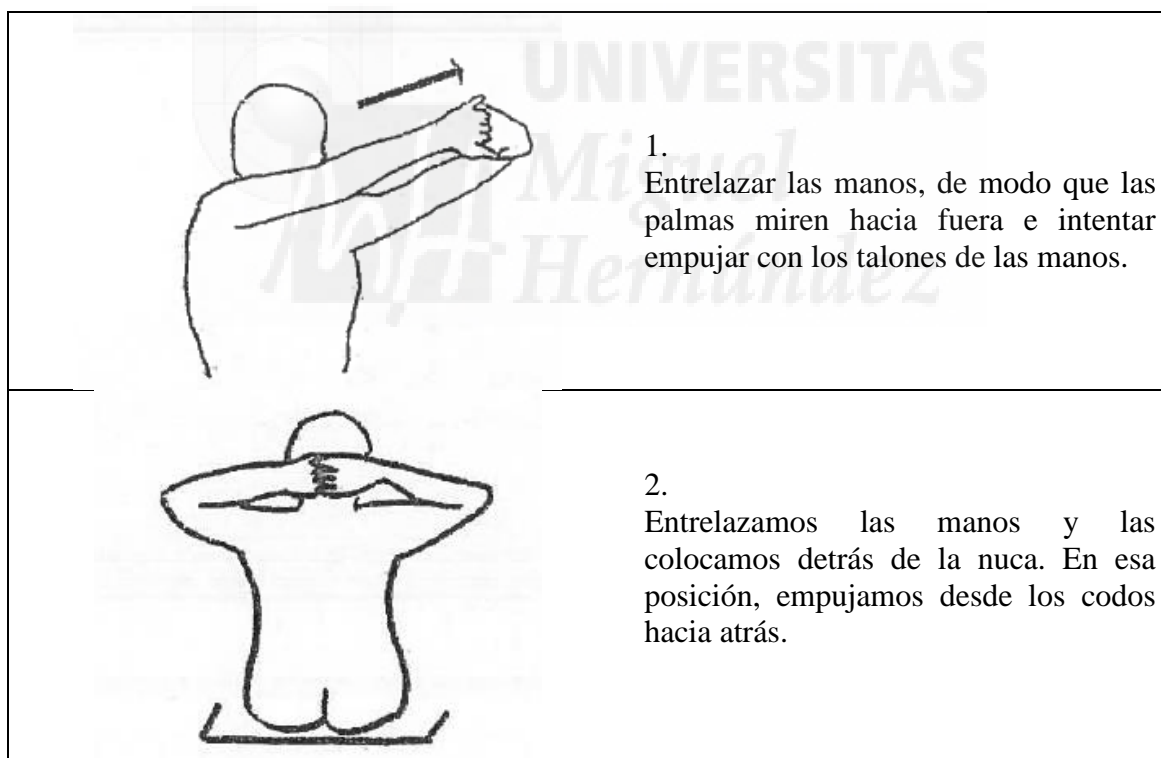 UNIVERSITAS
Miguel
Hernández
1.
Entrelazar las manos, de modo que las
palmas miren hacia fuera e intentar
empujar con los talones de las manos.
2.
Entrelazamos las manos y las
colocamos detrás de la nuca. En esa
posición, empujamos desde los codos
hacia atrás.